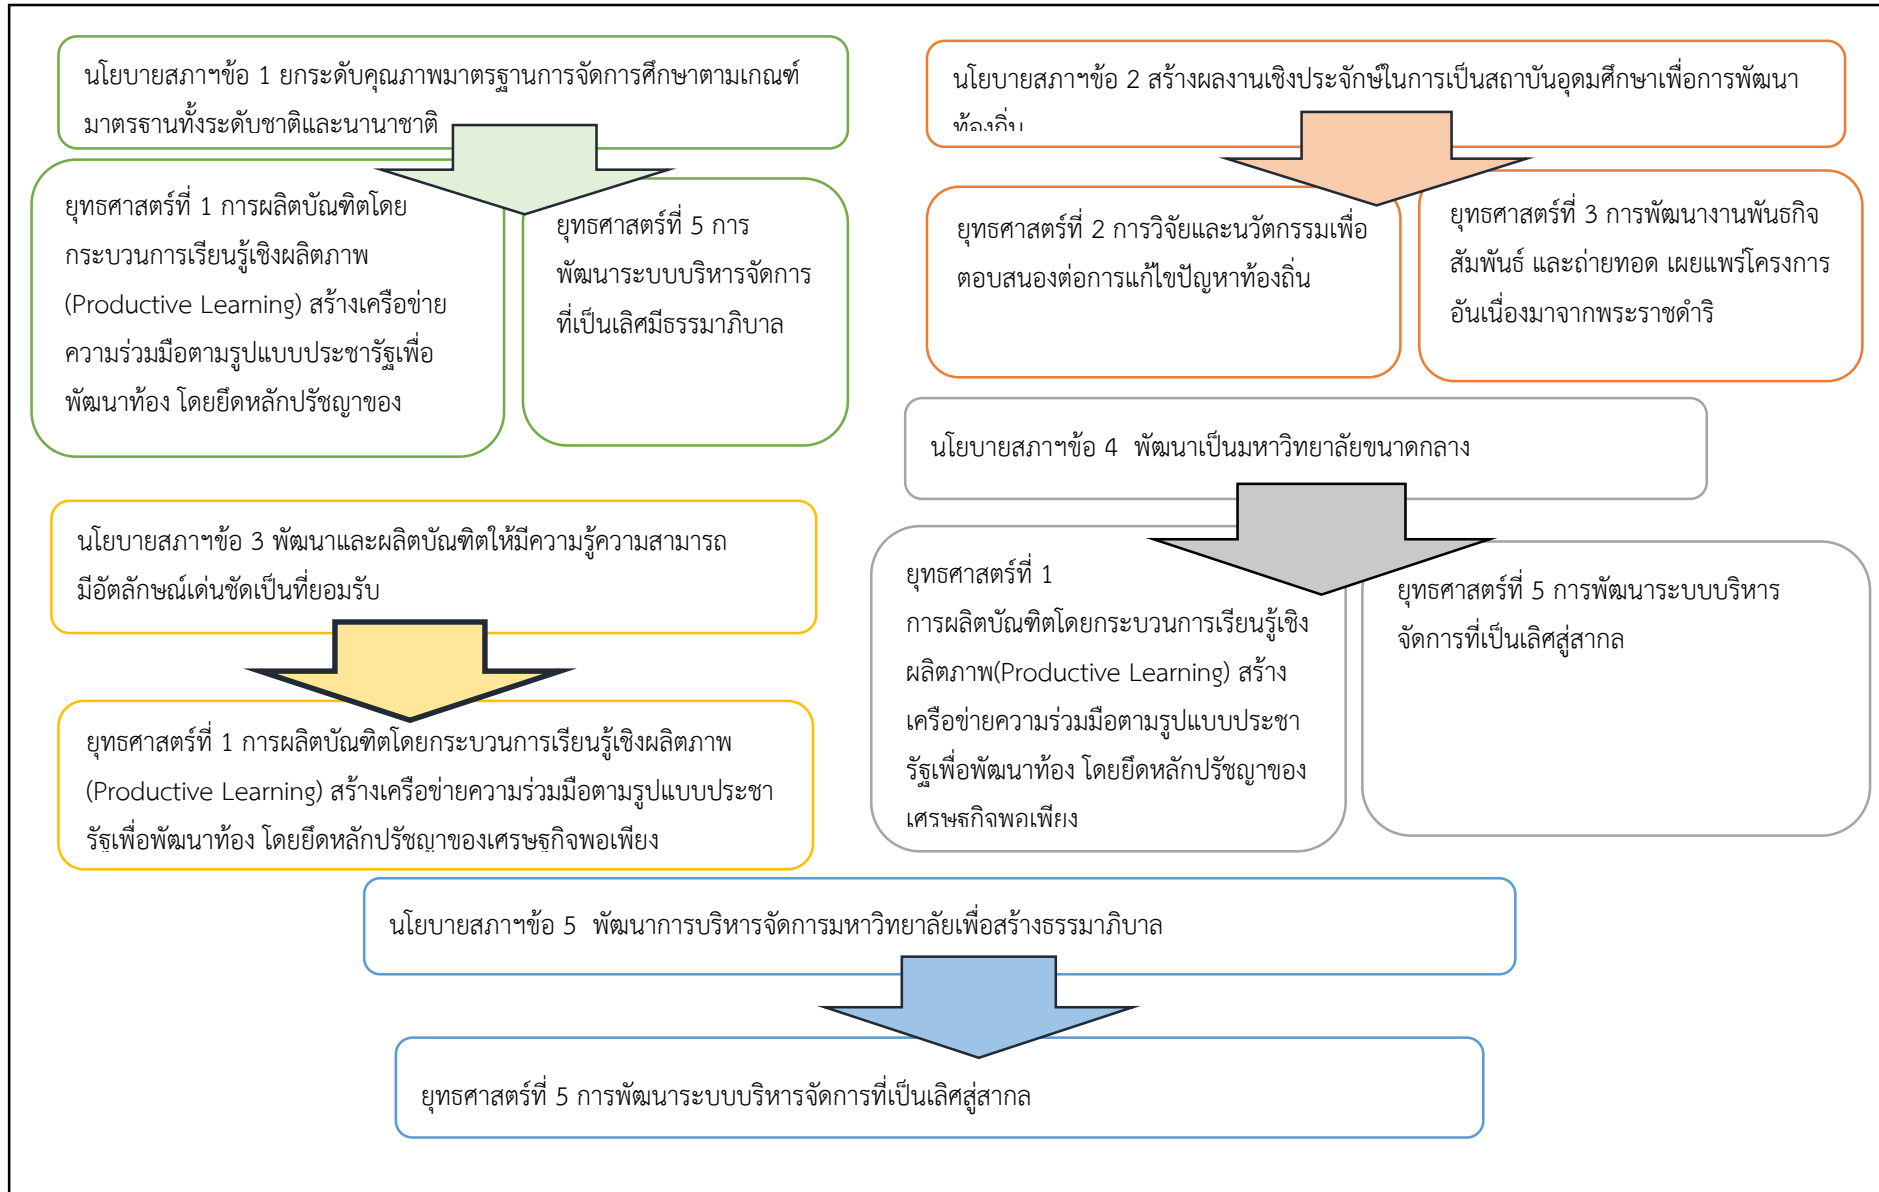 นโยบายสภาฯข้อ 1 ยกระดับคุณภาพมาตรฐานการจัดการศึกษาตามเกณฑ์
มาตรฐานทั้งระดับชาติและนานาชาติ
ยุทธศาสตร์ที่ 1 การผลิตบัณฑิตโดย
กระบวนการเรียนรู้เชิงผลิตภาพ
(Productive Learning) สร้างเครือข่าย
ความร่วมมือตามรูปแบบประชารัฐเพื่อ
พัฒนาท้อง โดยยึดหลักปรัชญาของ
ยุทธศาสตร์ที่ 5 การ
พัฒนาระบบบริหารจัดการ
ที่เป็นเลิศมีธรรมาภิบาล
นโยบายสภาฯข้อ 2 สร้างผลงานเชิงประจักษ์ในการเป็นสถาบันอุดมศึกษาเพื่อการพัฒนา
ท้องถิ่น
ยุทธศาสตร์ที่ 2 การวิจัยและนวัตกรรมเพื่อ
ตอบสนองต่อการแก้ไขปัญหาท้องถิ่น
ยุทธศาสตร์ที่ 3 การพัฒนางานพันธกิจ
สัมพันธ์ และถ่ายทอด เผยแพร่โครงการ
อันเนื่องมาจากพระราชดำริ
นโยบายสภาฯข้อ 3 พัฒนาและผลิตบัณฑิตให้มีความรู้ความสามารถ
มีอัตลักษณ์เด่นชัดเป็นที่ยอมรับ
ยุทธศาสตร์ที่ 1 การผลิตบัณฑิตโดยกระบวนการเรียนรู้เชิงผลิตภาพ
(Productive Learning) สร้างเครือข่ายความร่วมมือตามรูปแบบประชา
รัฐเพื่อพัฒนาท้อง โดยยึดหลักปรัชญาของเศรษฐกิจพอเพียง
นโยบายสภาฯข้อ 4  พัฒนาเป็นมหาวิทยาลัยขนาดกลาง
ยุทธศาสตร์ที่ 1
การผลิตบัณฑิตโดยกระบวนการเรียนรู้เชิง
ผลิตภาพ(Productive Learning) สร้าง
เครือข่ายความร่วมมือตามรูปแบบประชา
รัฐเพื่อพัฒนาท้อง โดยยึดหลักปรัชญาของ
เศรษฐกิจพอเพียง
ยุทธศาสตร์ที่ 5 การพัฒนาระบบบริหาร
จัดการที่เป็นเลิศสู่สากล
นโยบายสภาฯข้อ 5  พัฒนาการบริหารจัดการมหาวิทยาลัยเพื่อสร้างธรรมาภิบาล
ยุทธศาสตร์ที่ 5 การพัฒนาระบบบริหารจัดการที่เป็นเลิศสู่สากล